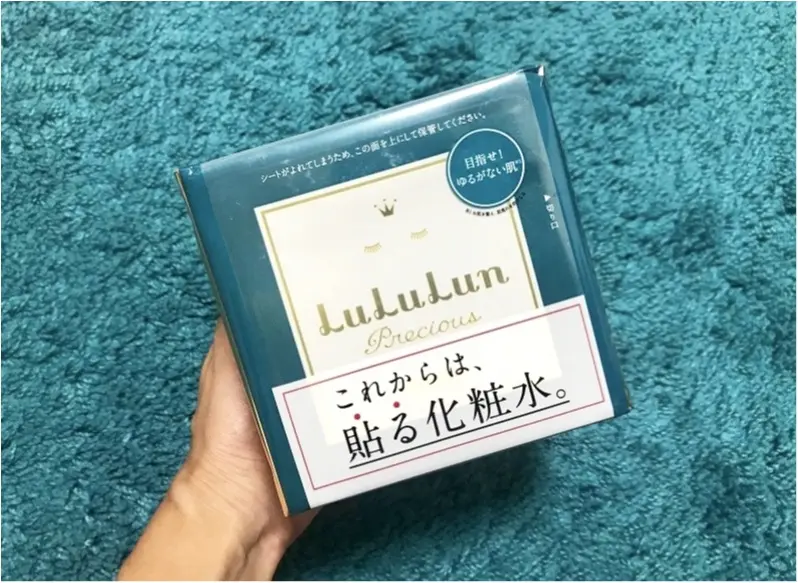 シートがよれてしまうため、この面を上にして保管してください。
目指せ！
ゆるがない肌
LuLuLun
Precious
これからは、
貼る化粧水。